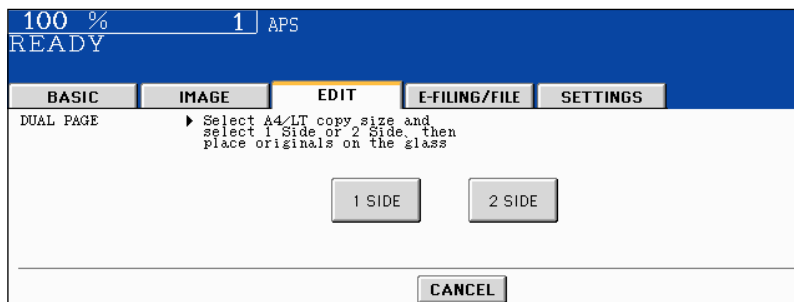 100 % 1 APS
READY
BASIC IMAGE EDIT E-FILING/FILE SETTINGS
DUAL PAGE Select A4/LT copy size and
select 1 Side or 2 Side, then
place originals on the glass
1 SIDE 2 SIDE
CANCEL